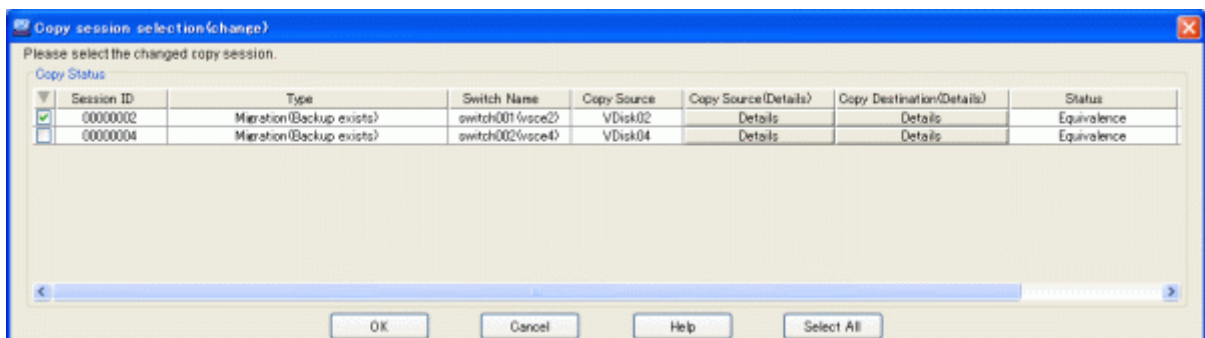 Copy session selection(change)
Please select the changed copy session.
Copy Status
Session ID Type Switch Name Copy Source Copy Source(Details) Copy Destination(Details) Status
00000002 Migration(Backup exists) switch001(vsce2) VDisk02 Details Details Equivalence
00000004 Migration(Backup exists) switch002(vsce4) VDisk04 Details Details Equivalence
OK Cancel Help Select All